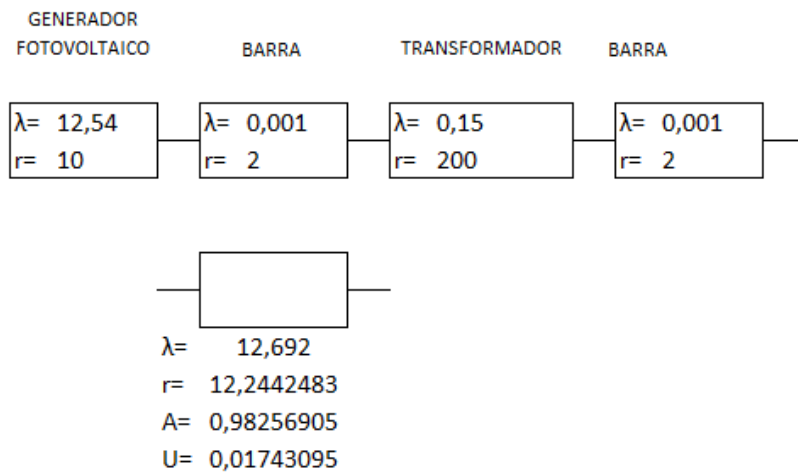 GENERADOR
FOTOVOLTAICO BARRA TRANSFORMADOR BARRA
λ= 12,54 λ= 0,001 λ= 0,15 λ= 0,001
r= 10 r= 2 r= 200 r= 2
λ= 12,692
r= 12,2442483
A= 0,98256905
U= 0,01743095